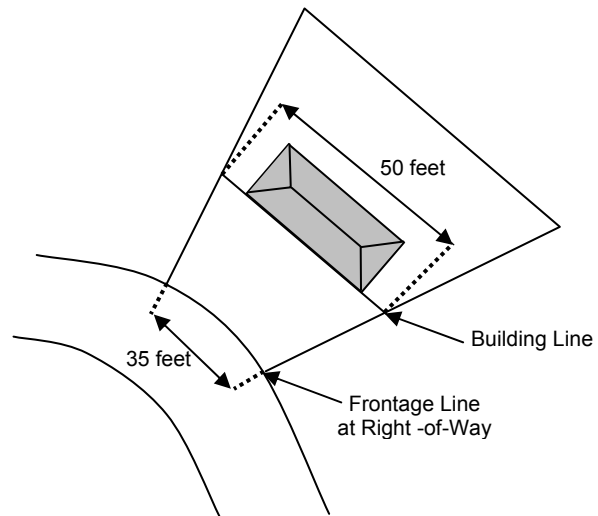 50 feet
Building Line
35 feet
Frontage Line
at Right -of-Way